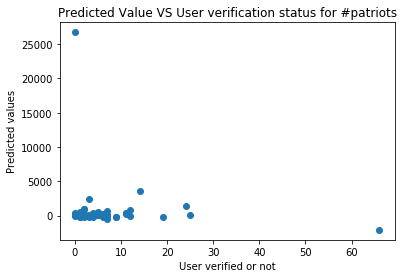 Predicted Value VS User verification status for #patriots
25000
20000
15000
10000
5000
0
Predicted values
0 10 20 30 40 50 60
User verified or not